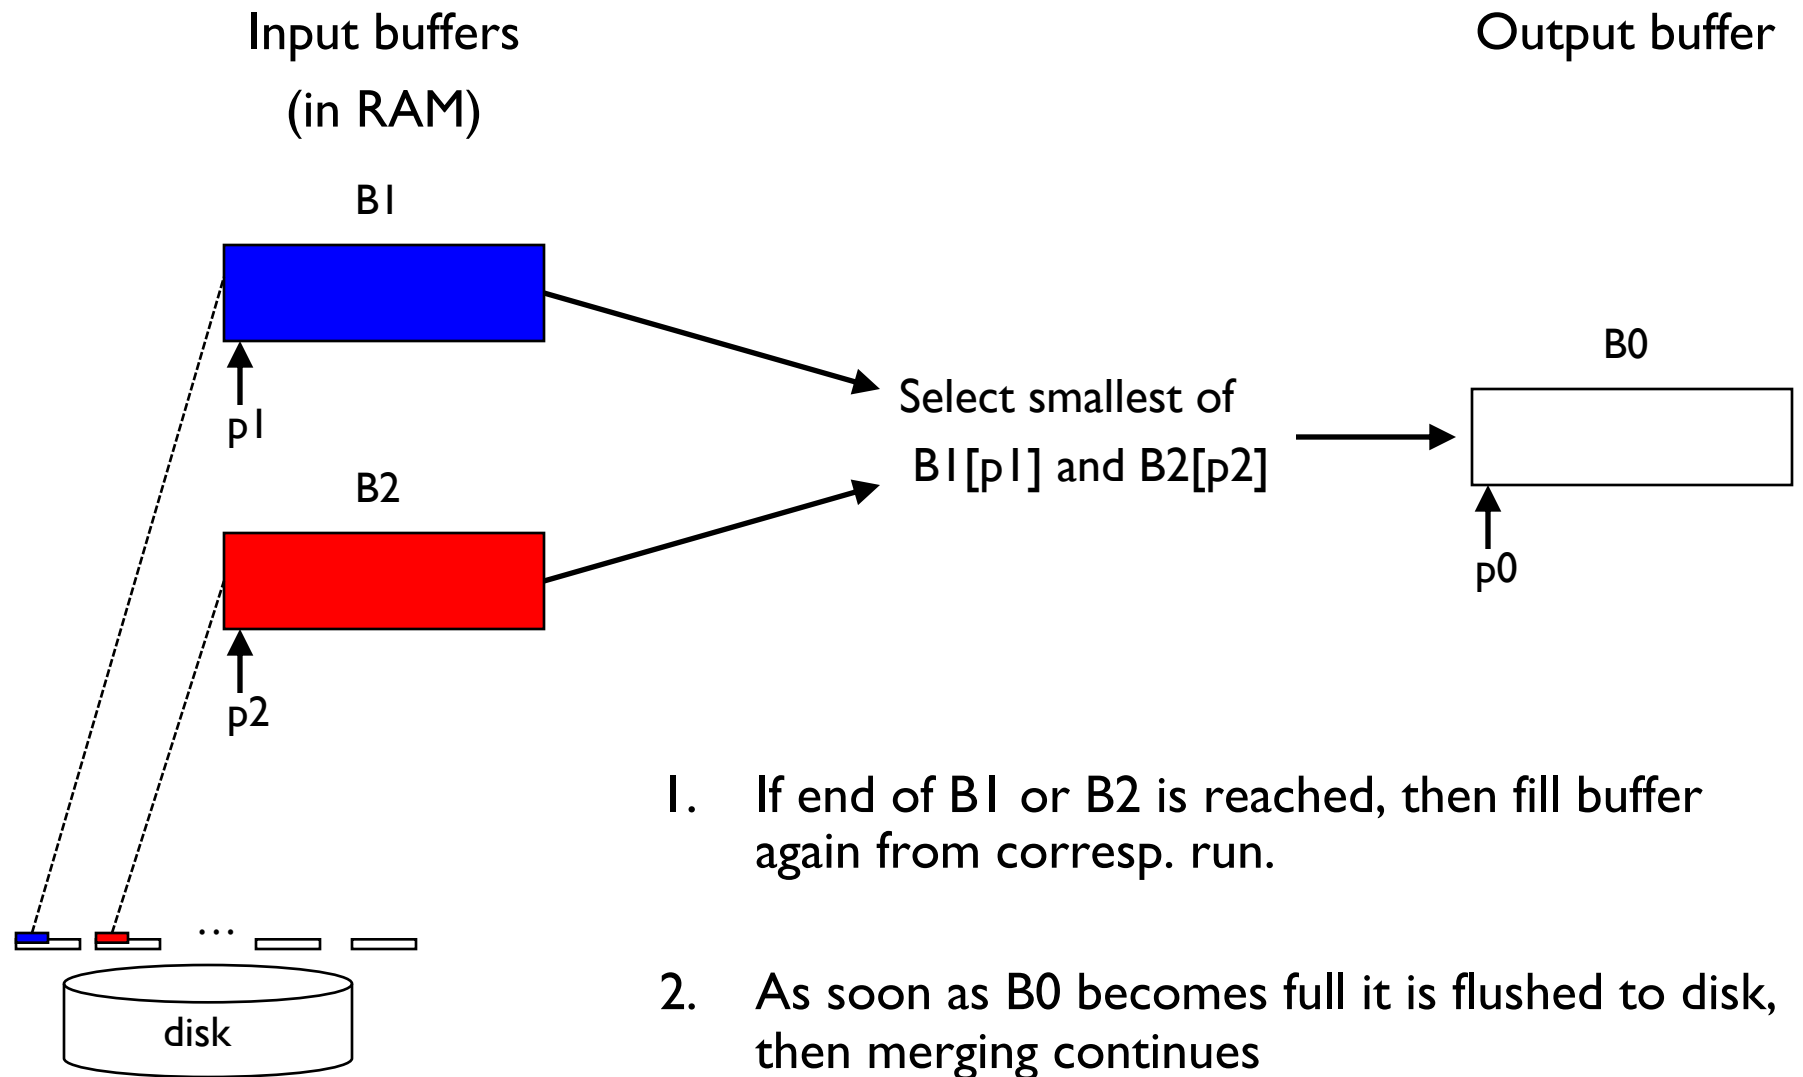 Input buffers
(in RAM)
Output buffer
B1
p1
B2
p2
Select smallest of
B1[p1] and B2[p2]
B0
p0
1. If end of B1 or B2 is reached, then fill buffer
again from corresp. run.
...
disk
2. As soon as B0 becomes full it is flushed to disk,
then merging continues